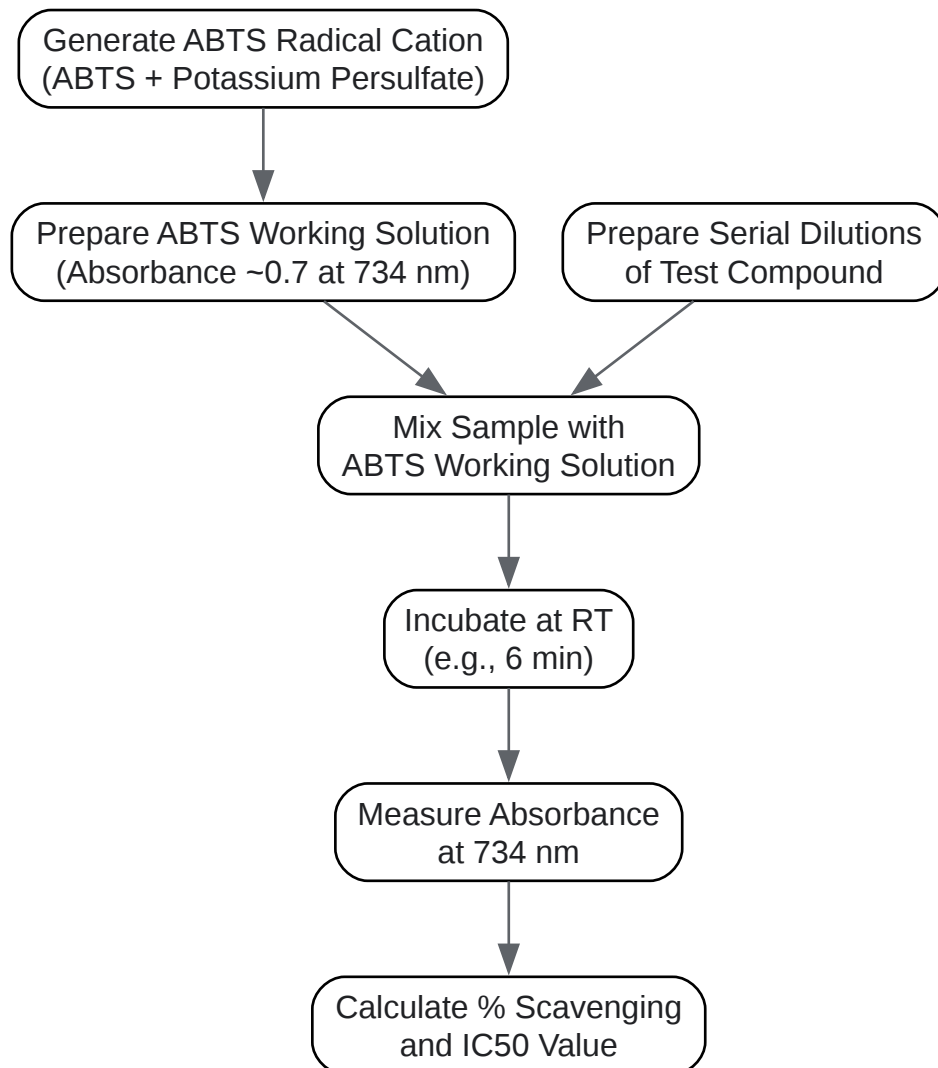 Generate ABTS Radical Cation
(ABTS + Potassium Persulfate)
Prepare ABTS Working Solution
(Absorbance ~0.7 at 734 nm)
Prepare Serial Dilutions
of Test Compound
Mix Sample with
ABTS Working Solution
Incubate at RT
(e.g., 6 min)
Measure Absorbance
at 734 nm
Calculate % Scavenging
and IC50 Value